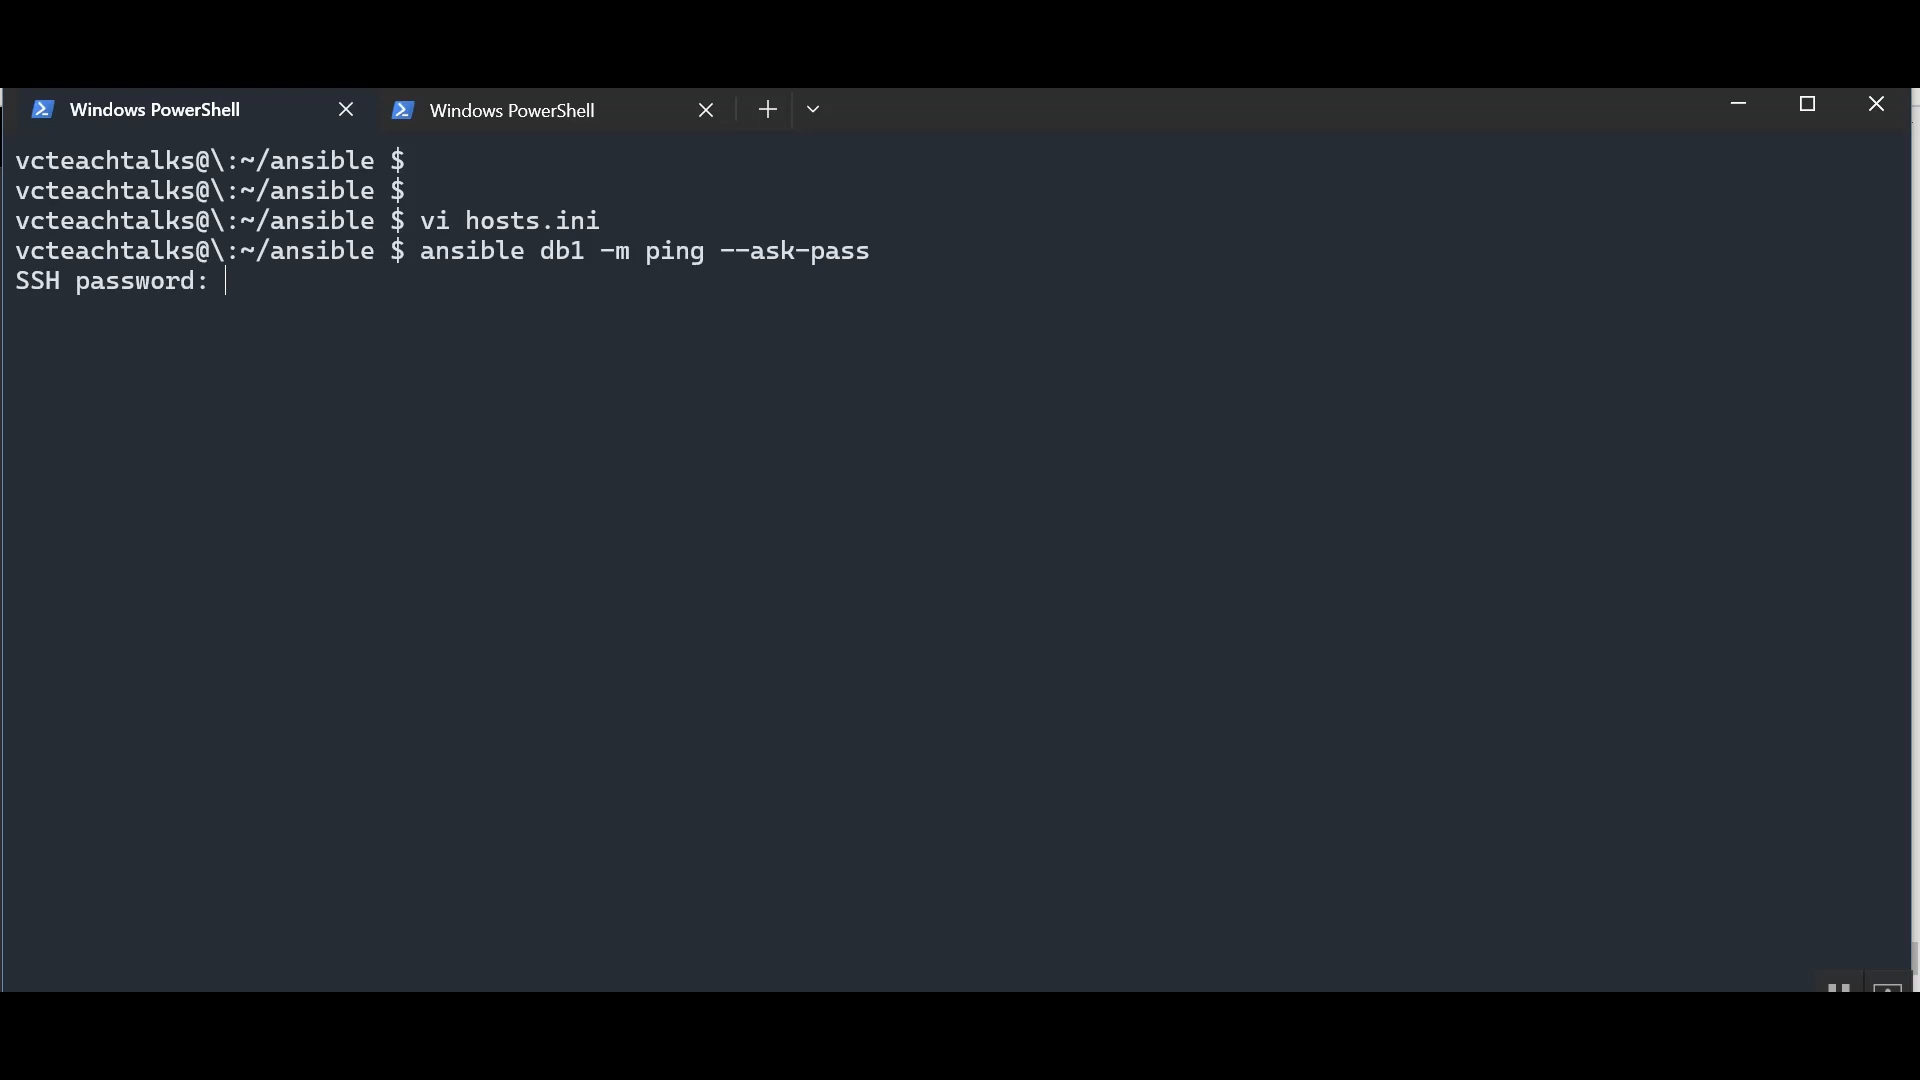 Windows PowerShell
Windows PowerShell
vcteachtalks@\:~/ansible $
vcteachtalks@\:~/ansible $
vcteachtalks@\:~/ansible $ vi hosts.ini
vcteachtalks@\:~/ansible $ ansible db1 -m ping --ask-pass
SSH password: